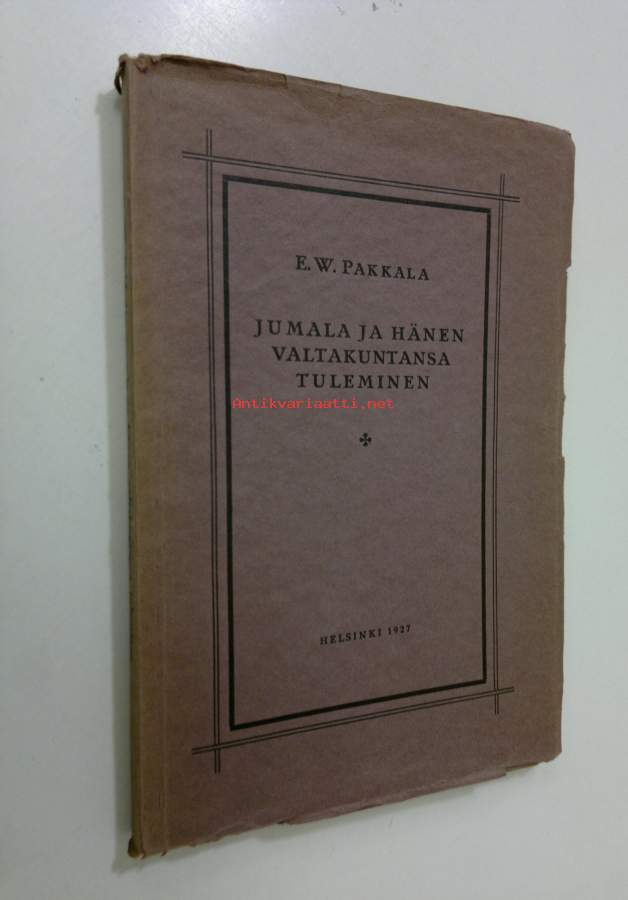 E. W. PAKKALA
JUMALA JA HÄNEN
VALTAKUNTANSA
TULEMINEN
Antikvariaatti.net
HELSINKI 1927